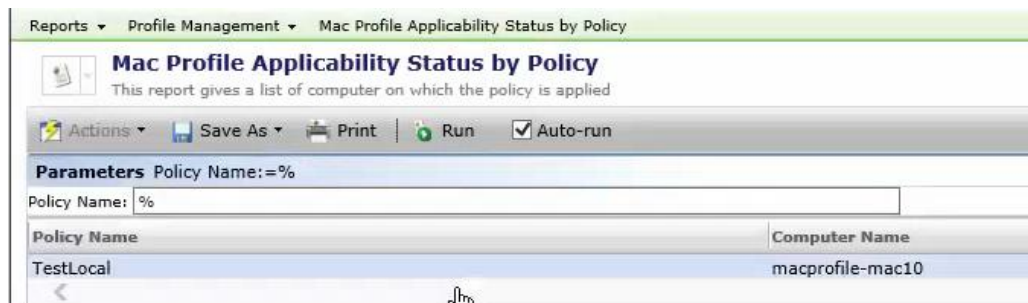 Reports Profile Management Mac Profile Applicability Status by Policy
Mac Profile Applicability Status by Policy
This report gives a list of computer on which the policy is applied
Actions Save As Print Run Auto-run
Parameters Policy Name:=%
Policy Name: %
Policy Name Computer Name
TestLocal macprofile-mac10